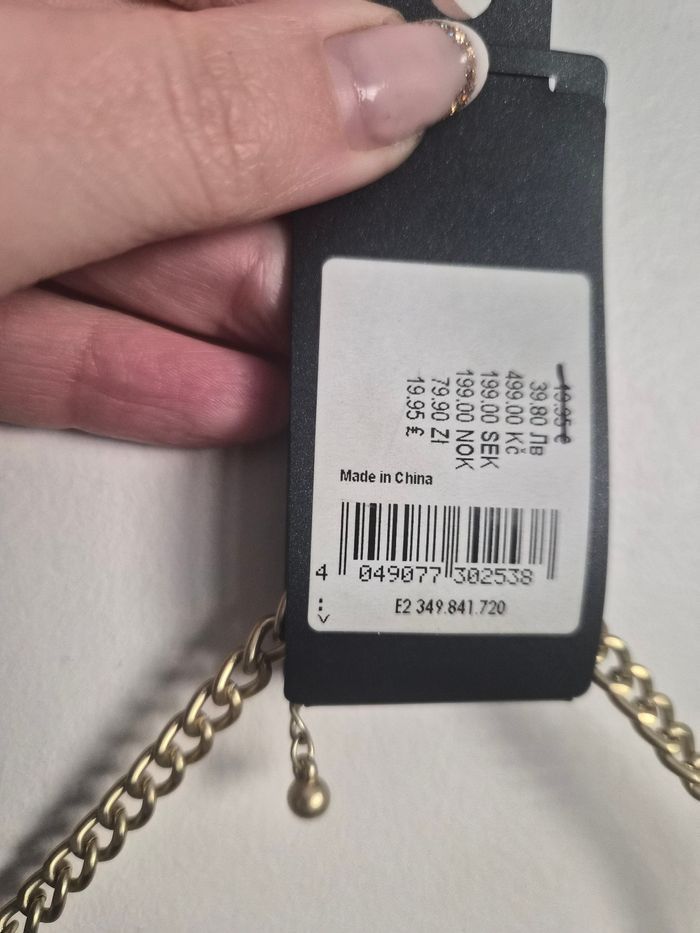 19.95 €
39.80 Лв
499.00 Kč
199.00 SEK
199.00 NOK
79.90 Zl
19.95 £
Made in China
4 049077 302538
E2 349.841.720